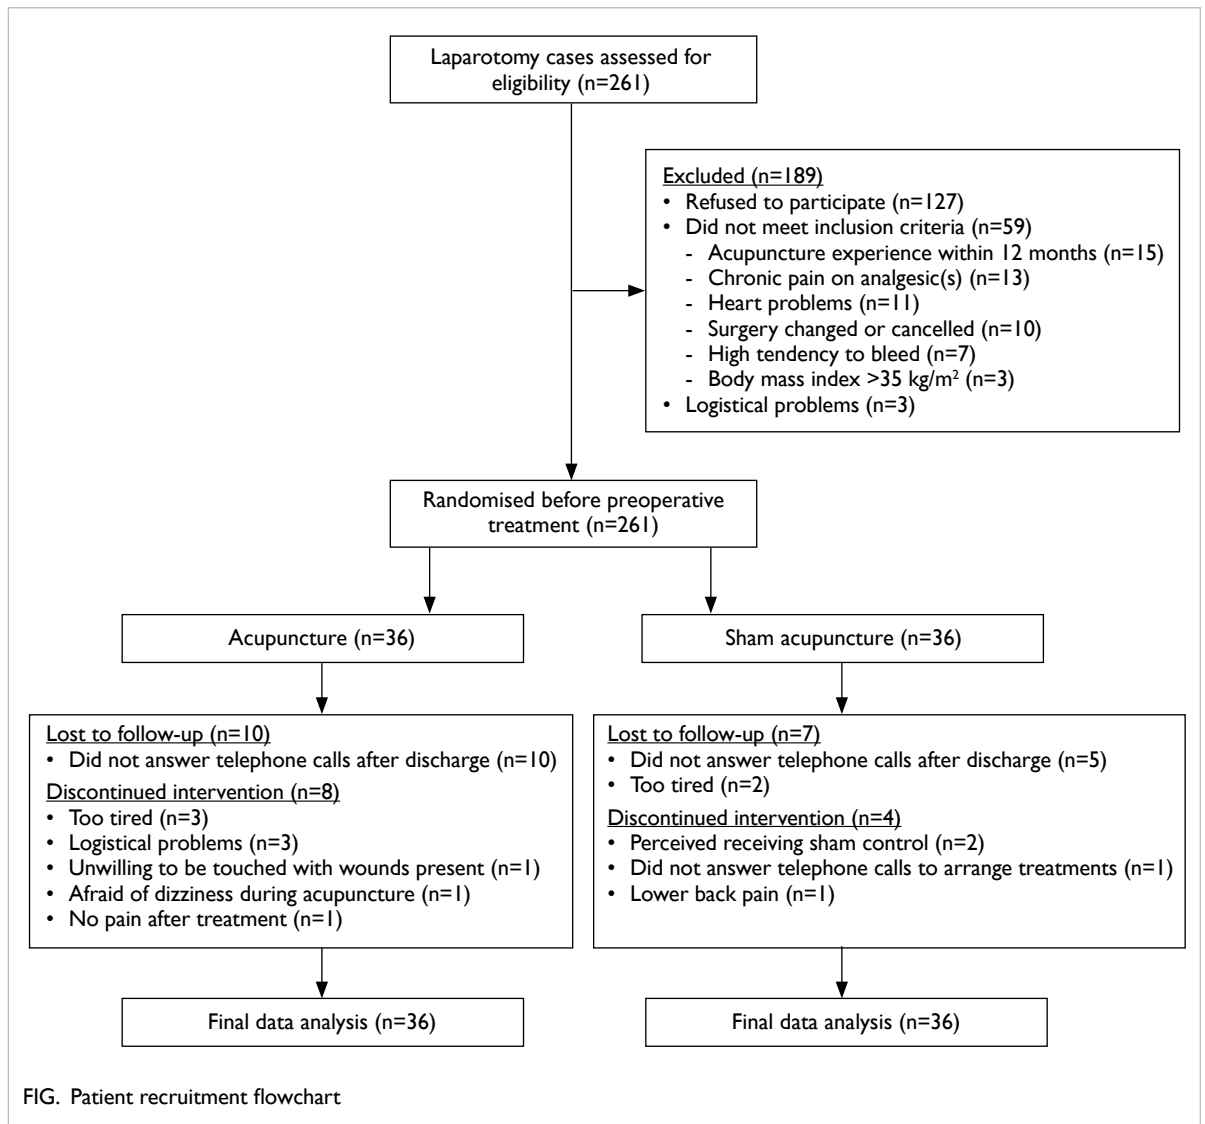 Laparotomy cases assessed for
eligibility (n=261)
Excluded (n=189)
• Refused to participate (n=127)
• Did not meet inclusion criteria (n=59)
- Acupuncture experience within 12 months (n=15)
- Chronic pain on analgesic(s) (n=13)
- Heart problems (n=11)
- Surgery changed or cancelled (n=10)
- High tendency to bleed (n=7)
- Body mass index >35 kg/m² (n=3)
• Logistical problems (n=3)
Randomised before preoperative
treatment (n=261)
Acupuncture (n=36)
Sham acupuncture (n=36)
Lost to follow-up (n=10)
• Did not answer telephone calls after discharge (n=10)
Discontinued intervention (n=8)
• Too tired (n=3)
• Logistical problems (n=3)
• Unwilling to be touched with wounds present (n=1)
• Afraid of dizziness during acupuncture (n=1)
• No pain after treatment (n=1)
Lost to follow-up (n=7)
• Did not answer telephone calls after discharge (n=5)
• Too tired (n=2)
Discontinued intervention (n=4)
• Perceived receiving sham control (n=2)
• Did not answer telephone calls to arrange treatments (n=1)
• Lower back pain (n=1)
Final data analysis (n=36)
Final data analysis (n=36)
FIG. Patient recruitment flowchart